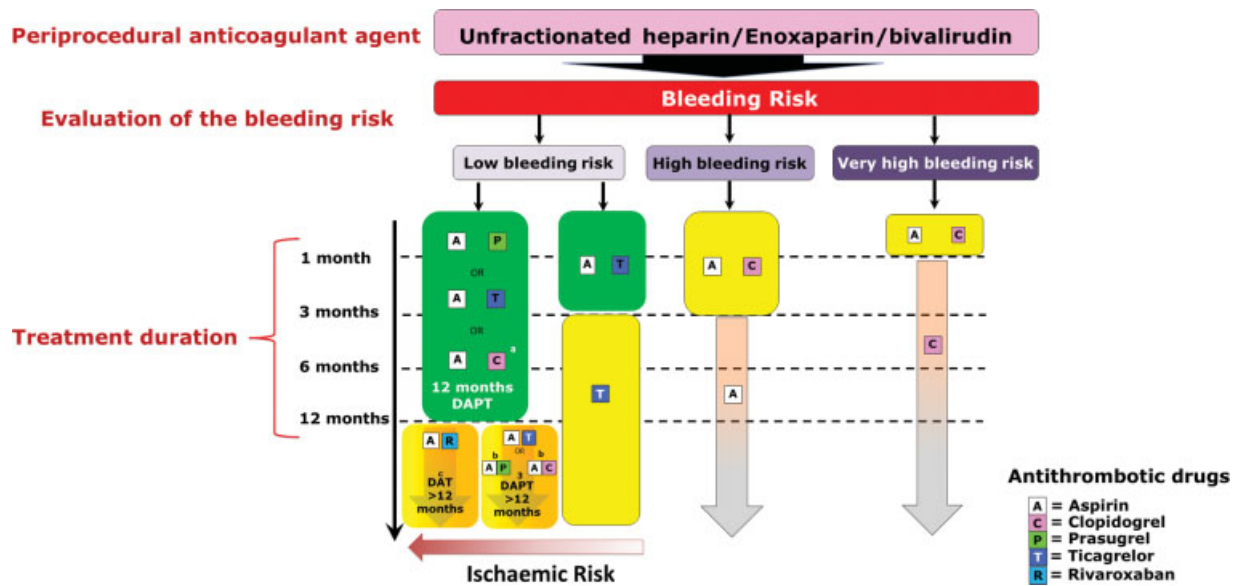 Periprocedural anticoagulant agent
Unfractionated heparin/Enoxaparin/bivalirudin
Bleeding Risk
Evaluation of the bleeding risk
Low bleeding risk
High bleeding risk
Very high bleeding risk
Treatment duration
1 month
3 months
6 months
12 months
A P
OR
A T
OR
A C a
12 months
DAPT
A R
c
DAT
>12
months
A T
OR
b b
A P A C
3
DAPT
>12
months
A T
T
A C
A
A C
C
Ischaemic Risk
Antithrombotic drugs
A = Aspirin
C = Clopidogrel
P = Prasugrel
T = Ticagrelor
R = Rivaroxaban